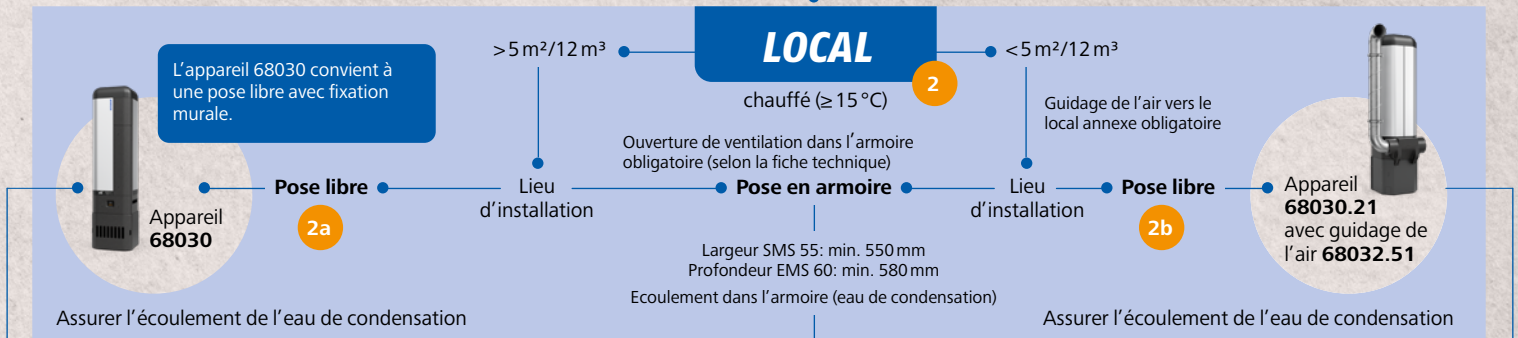 LOCAL
2
chauffé (≥ 15 °C)
> 5 m²/12 m³
< 5 m²/12 m³
L'appareil 68030 convient à
une pose libre avec fixation
murale.
Guidage de l'air vers le
local annexe obligatoire
Ouverture de ventilation dans l'armoire
obligatoire (selon la fiche technique)
Appareil
68030
Pose libre
2a
Lieu
d'installation
Pose en armoire
Lieu
d'installation
Pose libre
2b
Appareil
68030.21
avec guidage de
l'air 68032.51
Largeur SMS 55: min. 550 mm
Profondeur EMS 60: min. 580 mm
Ecoulement dans l'armoire (eau de condensation)
Assurer l'écoulement de l'eau de condensation
Assurer l'écoulement de l'eau de condensation